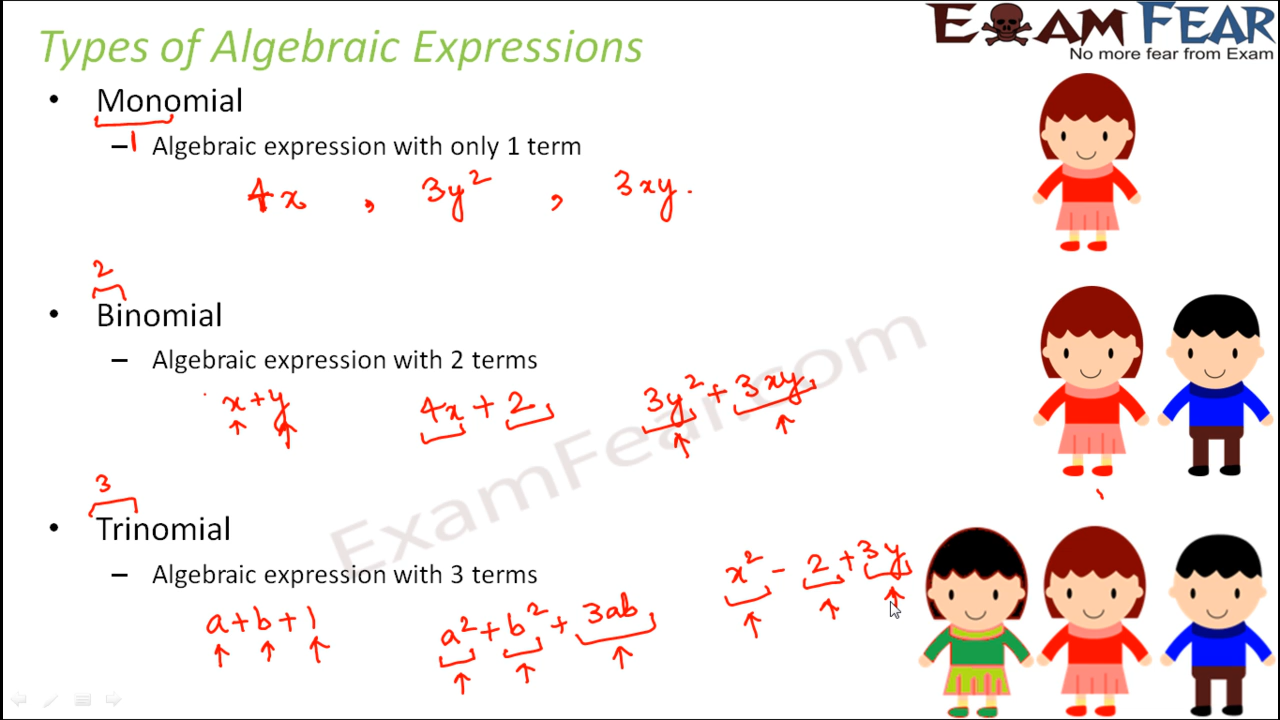 Types of Algebraic Expressions
EXAM FEAR
No more fear from Exam
• Monomial
1
– Algebraic expression with only 1 term
4x , 3y² , 3xy.
2
• Binomial
– Algebraic expression with 2 terms
x+y 4x + 2 3y² + 3xy
3
• Trinomial
– Algebraic expression with 3 terms
a+b+1 a²+b²+3ab x² - 2 + 3y
ExamFear.com